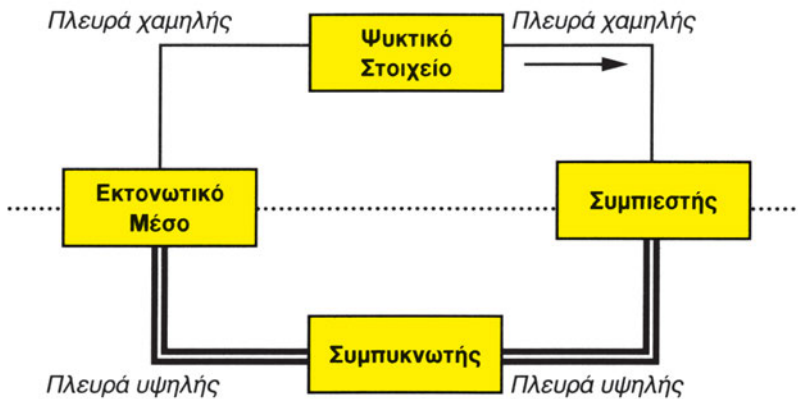 Πλευρά χαμηλής
Πλευρά χαμηλής
Ψυκτικό
Στοιχείο
Εκτονωτικό
Μέσο
Συμπιεστής
Συμπυκνωτής
Πλευρά υψηλής
Πλευρά υψηλής